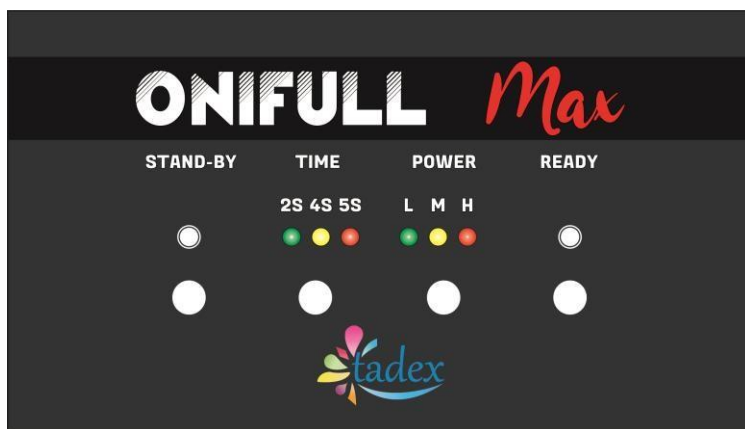 ONIFULL Max
STAND-BY TIME POWER READY
2S 4S 5S L M H
tadex